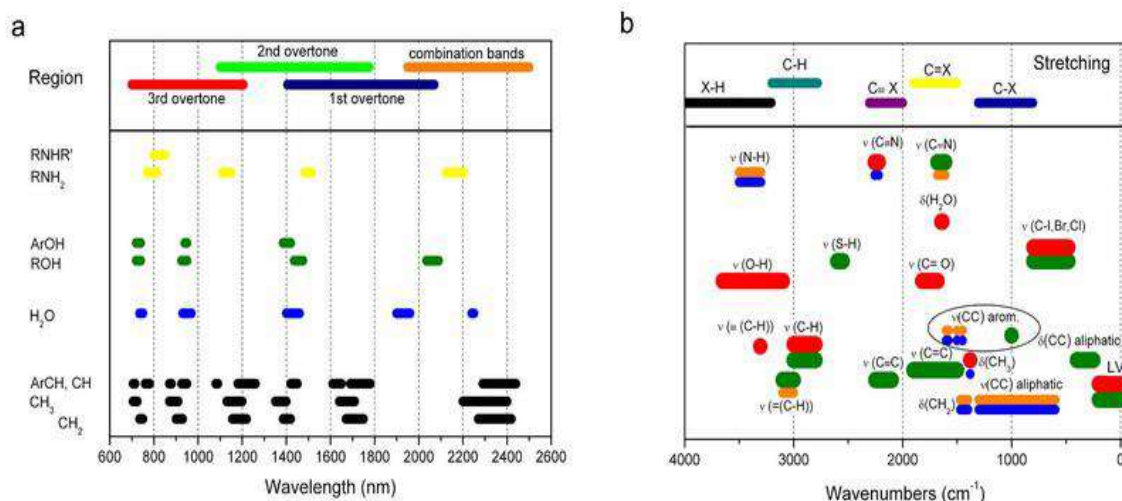 a
Region
2nd overtone
combination bands
3rd overtone
1st overtone
RNHR'
RNH₂
ArOH
ROH
H₂O
ArCH, CH
CH₃
CH₂
600 800 1000 1200 1400 1600 1800 2000 2200 2400 2600
Wavelength (nm)
b
Stretching
C-H
C=X
X-H
C≡ X
C-X
ν (N-H)
ν (C≡N)
ν (C=N)
δ(H₂O)
ν (S-H)
ν (C-I,Br,Cl)
ν (O-H)
ν (C= O)
ν(CC) arom.
ν (≡ (C-H))
ν (C-H)
δ(CC) aliphatic
ν (C≡C)
ν (C=C)
δ(CH₃)
LV
ν(CC) aliphatic
ν (=(C-H))
δ(CH₂)
4000 3000 2000 1000 0
Wavenumbers (cm⁻¹)